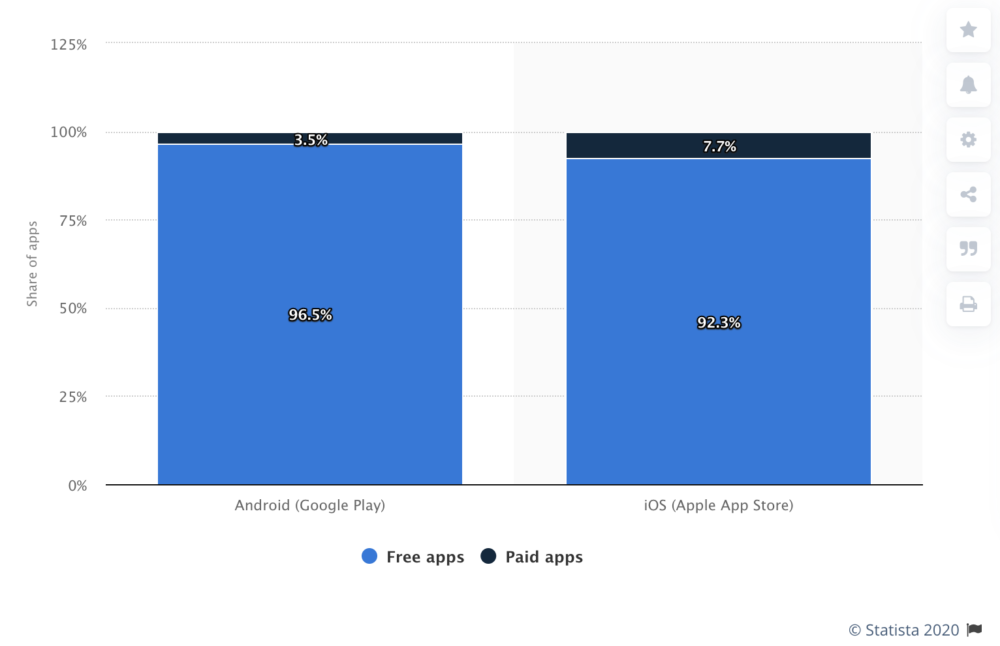 125%
100%
75%
50%
25%
0%
Share of apps
3.5%
96.5%
7.7%
92.3%
Android (Google Play)
iOS (Apple App Store)
Free apps
Paid apps
© Statista 2020